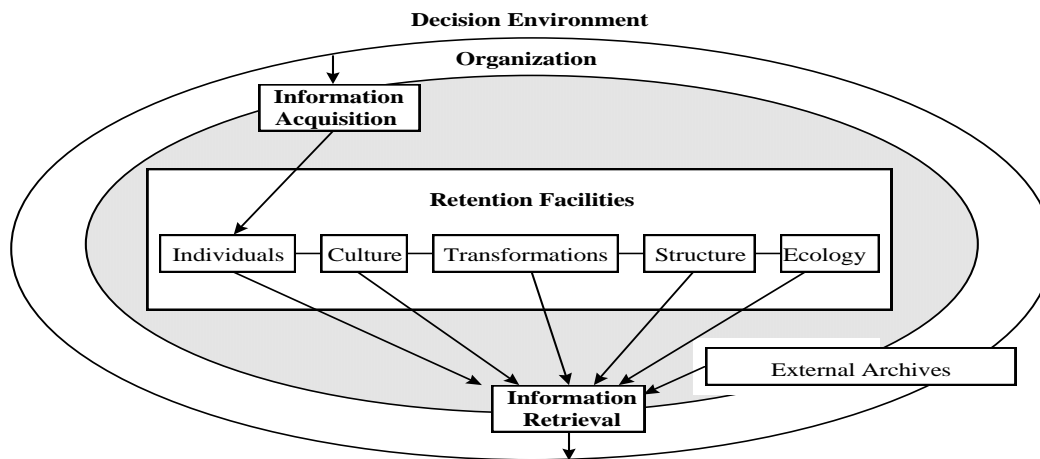 Decision Environment
Organization
Information
Acquisition
Retention Facilities
Individuals
Culture
Transformations
Structure
Ecology
External Archives
Information
Retrieval